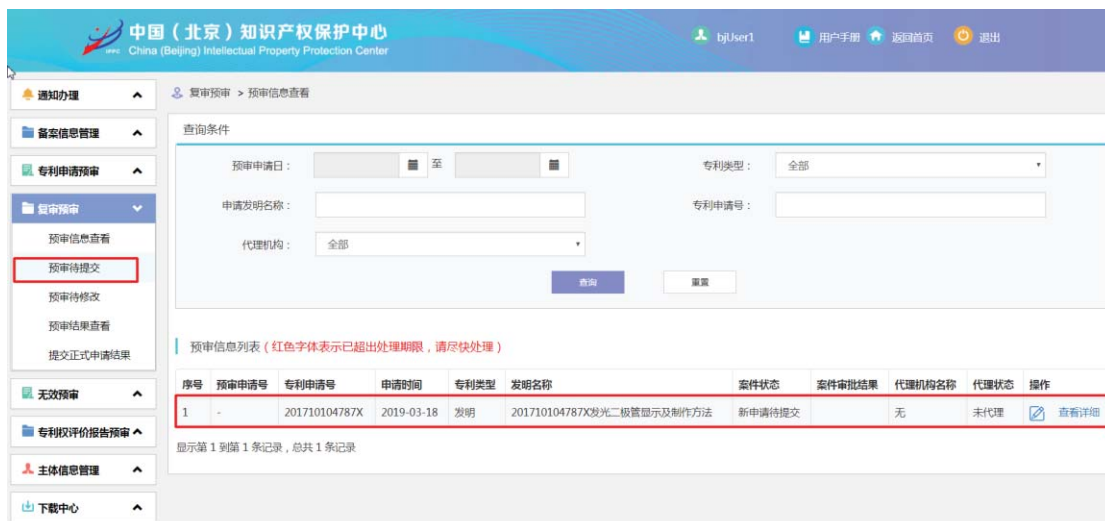 中国（北京）知识产权保护中心
China (Beijing) Intellectual Property Protection Center
bjUser1 用户手册 返回首页 退出
通知办理
备案信息管理
专利申请预审
复审预审
预审信息查看
预审待提交
预审待修改
预审结果查看
提交正式申请结果
无效预审
专利权评价报告预审
主体信息管理
下载中心
复审预审 > 预审信息查看
查询条件
预审申请日： 至 专利类型： 全部
申请发明名称： 专利申请号：
代理机构： 全部
查询 重置
预审信息列表（红色字体表示已超出处理期限，请尽快处理）
序号 预审申请号 专利申请号 申请时间 专利类型 发明名称 案件状态 案件审批结果 代理机构名称 代理状态 操作
1 - 201710104787X 2019-03-18 发明 201710104787X发光二极管显示及制作方法 新申请待提交 无 未代理 查看详细
显示第 1 到第 1 条记录，总共 1 条记录